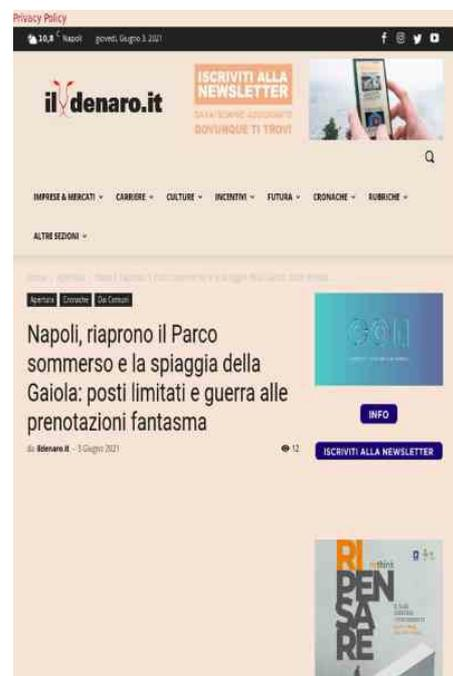 Privacy Policy
10,8 C Napoli giovedì, Giugno 3, 2021
il denaro.it
ISCRIVITI ALLA
NEWSLETTER
DOVUNQUE TI TROVI
IMPRESE & MERCATI CARRIERE CULTURE INCENTIVI FUTURA CRONACHE RUBRICHE
ALTRE SEZIONI
Apertura Cronache Dai Comuni
Napoli, riaprono il Parco
sommerso e la spiaggia della
Gaiola: posti limitati e guerra alle
prenotazioni fantasma
da ildenaro.it - 3 Giugno 2021 12
INFO
ISCRIVITI ALLA NEWSLETTER
RI
rethink
PEN
SA
RE